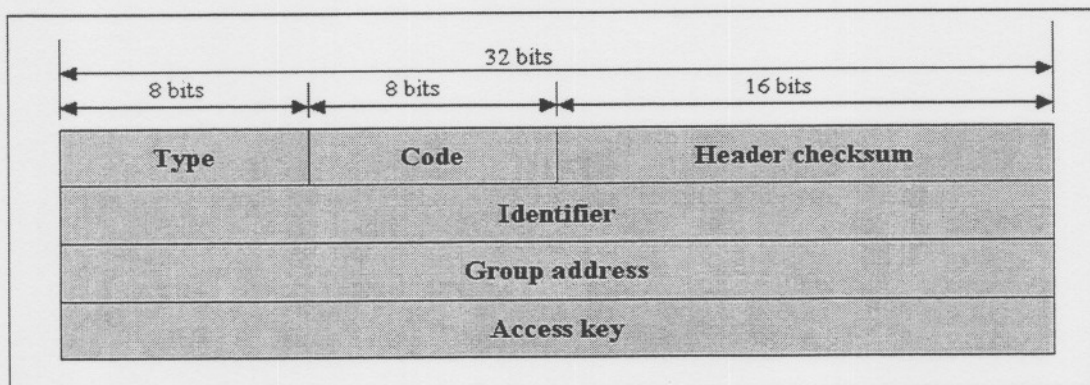 32 bits
8 bits 8 bits 16 bits
Type Code Header checksum
Identifier
Group address
Access key